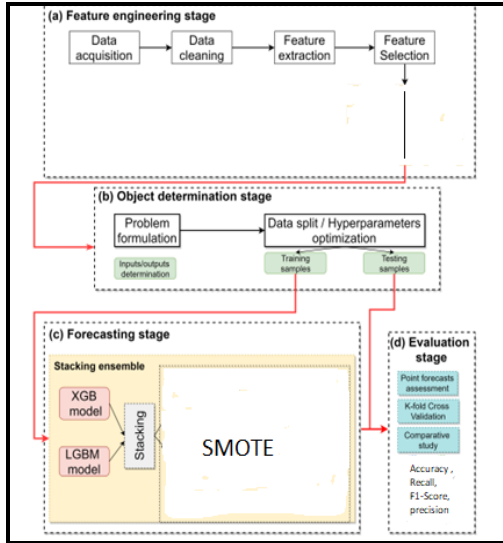 (a) Feature engineering stage
Data
acquisition
Data
cleaning
Feature
extraction
Feature
Selection
(b) Object determination stage
Problem
formulation
Data split / Hyperparameters
optimization
Inputs/outputs
determination
Training
samples
Testing
samples
(c) Forecasting stage
Stacking ensemble
XGB
model
LGBM
model
Stacking
SMOTE
(d) Evaluation
stage
Point forecasts
assessment
K-fold Cross
Validation
Comparative
study
Accuracy ,
Recall,
F1-Score,
precision